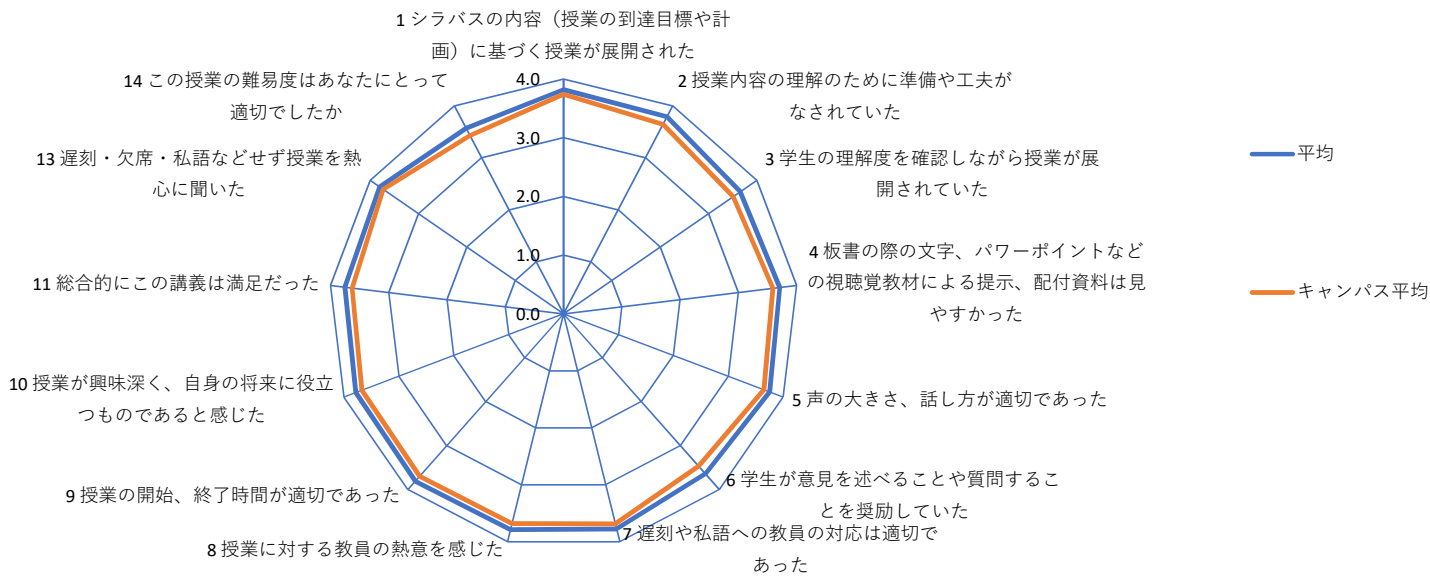 1 シラバスの内容（授業の到達目標や計
画）に基づく授業が展開された
2 授業内容の理解のために準備や工夫が
なされていた
3 学生の理解度を確認しながら授業が展
開されていた
4 板書の際の文字、パワーポイントなど
の視聴覚教材による提示、配付資料は見
やすかった
5 声の大きさ、話し方が適切であった
6 学生が意見を述べることや質問するこ
とを奨励していた
7 遅刻や私語への教員の対応は適切で
あった
8 授業に対する教員の熱意を感じた
9 授業の開始、終了時間が適切であった
10 授業が興味深く、自身の将来に役立
つものであると感じた
11 総合的にこの講義は満足だった
13 遅刻・欠席・私語などせず授業を熱
心に聞いた
14 この授業の難易度はあなたにとって
適切でしたか
4.0
3.0
2.0
1.0
0.0
平均
キャンパス平均